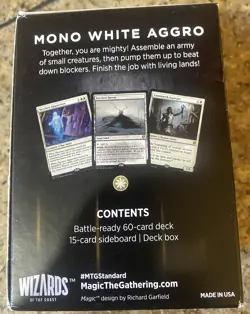 MONO WHITE AGGRO
Together, you are mighty! Assemble an army
of small creatures, then pump them up to beat
down blockers. Finish the job with living lands!
CONTENTS
Battle-ready 60-card deck
15-card sideboard | Deck box
WIZARDS™
OF THE COAST
#MTGStandard
MagicTheGathering.com
Magic™ design by Richard Garfield
MADE IN USA